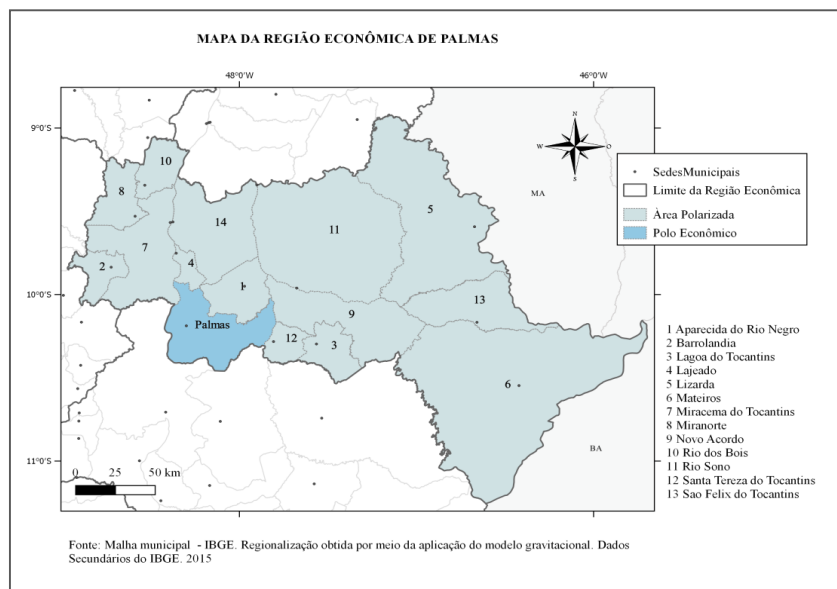 MAPA DA REGIÃO ECONÔMICA DE PALMAS
48°0'W 46°0'W
9°0'S
10°0'S
11°0'S
N
W O
S
MA
BA
10
8
14
11
5
7
4
2
1
9
13
Palmas
12
3
6
SedesMunicipais
Limite da Região Econômica
Àrea Polarizada
Polo Econômico
1 Aparecida do Rio Negro
2 Barrolandia
3 Lagoa do Tocantins
4 Lajeado
5 Lizarda
6 Mateiros
7 Miracema do Tocantins
8 Miranorte
9 Novo Acordo
10 Rio dos Bois
11 Rio Sono
12 Santa Tereza do Tocantins
13 Sao Felix do Tocantins
0 25 50 km
Fonte: Malha municipal - IBGE. Regionalização obtida por meio da aplicação do modelo gravitacional. Dados
Secundários do IBGE. 2015